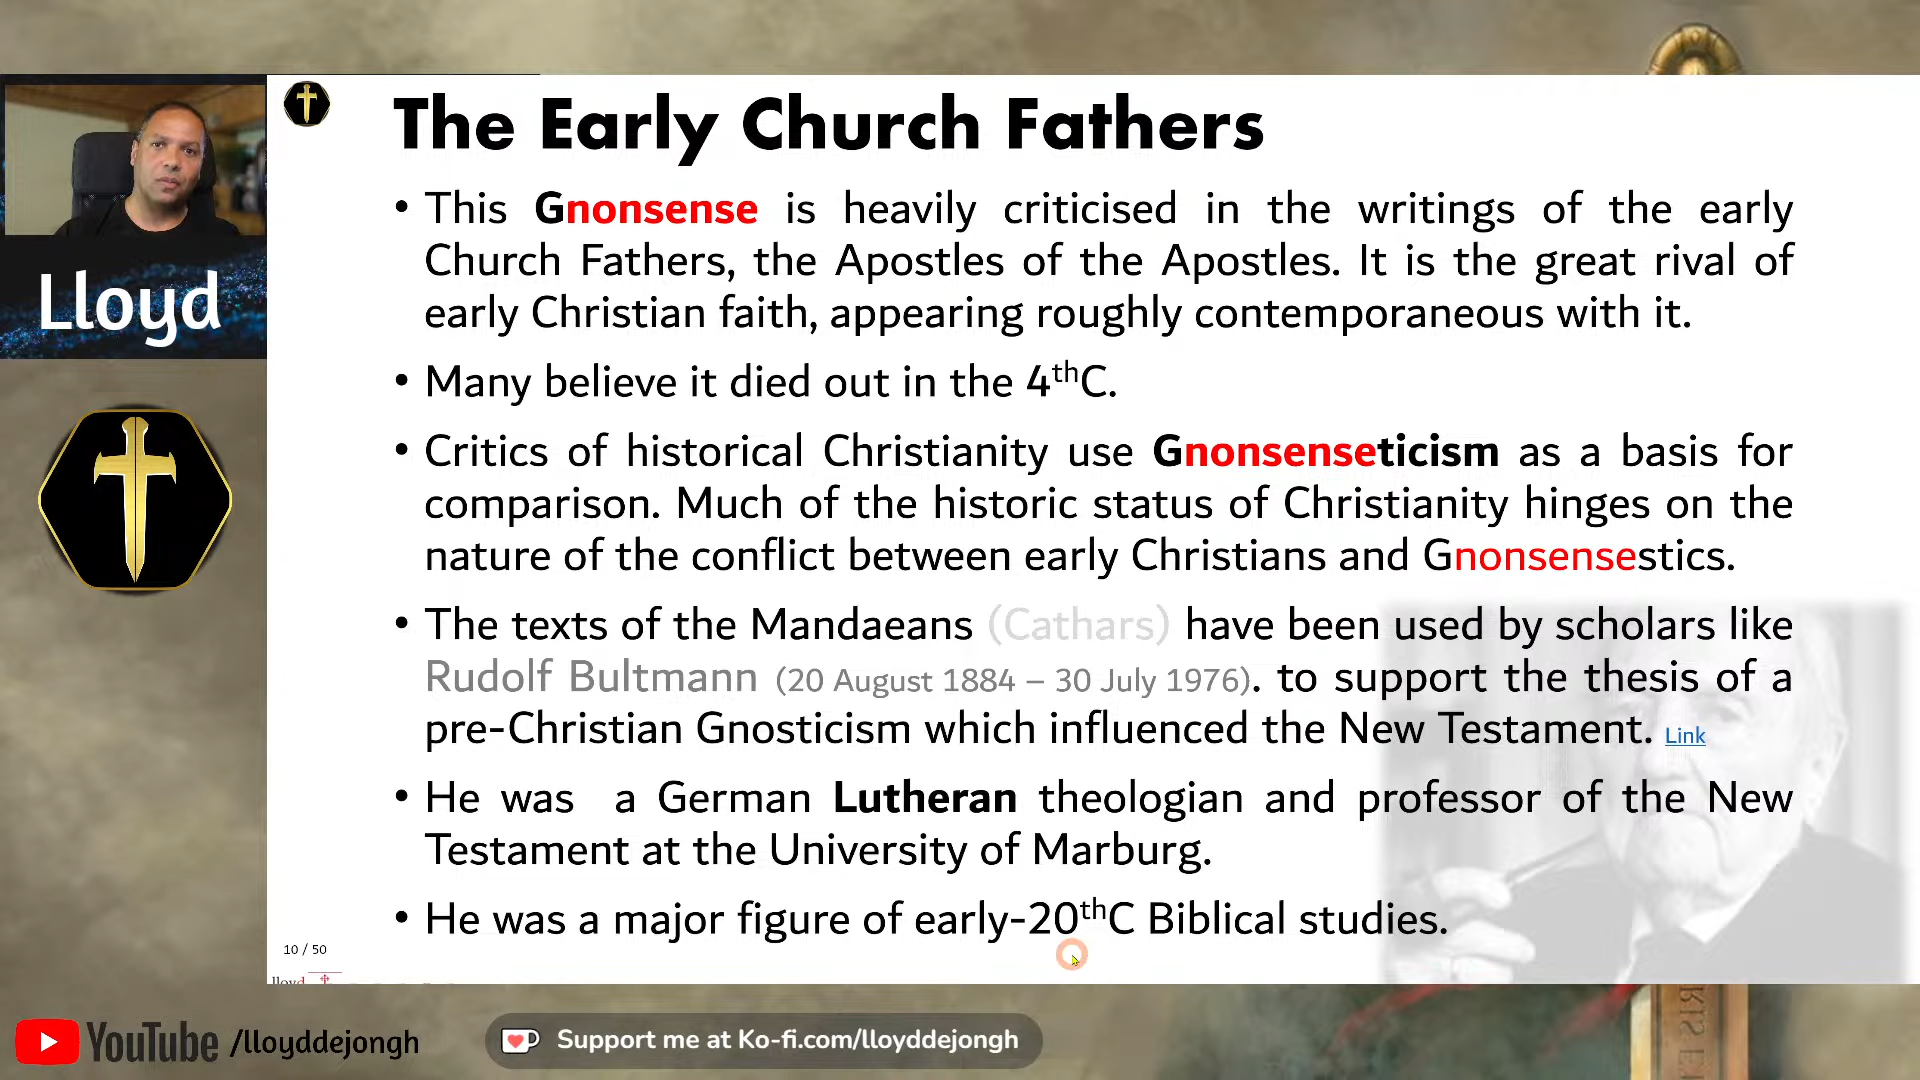 The Early Church Fathers
• This Gnonsense is heavily criticised in the writings of the early
Church Fathers, the Apostles of the Apostles. It is the great rival of
early Christian faith, appearing roughly contemporaneous with it.
• Many believe it died out in the 4thC.
• Critics of historical Christianity use Gnonsenseticism as a basis for
comparison. Much of the historic status of Christianity hinges on the
nature of the conflict between early Christians and Gnonsensestics.
• The texts of the Mandaeans (Cathars) have been used by scholars like
Rudolf Bultmann (20 August 1884 – 30 July 1976). to support the thesis of a
pre-Christian Gnosticism which influenced the New Testament. Link
• He was a German Lutheran theologian and professor of the New
Testament at the University of Marburg.
• He was a major figure of early-20thC Biblical studies.
10 / 50
Lloyd
YouTube /lloyddejongh
Support me at Ko-fi.com/lloyddejongh